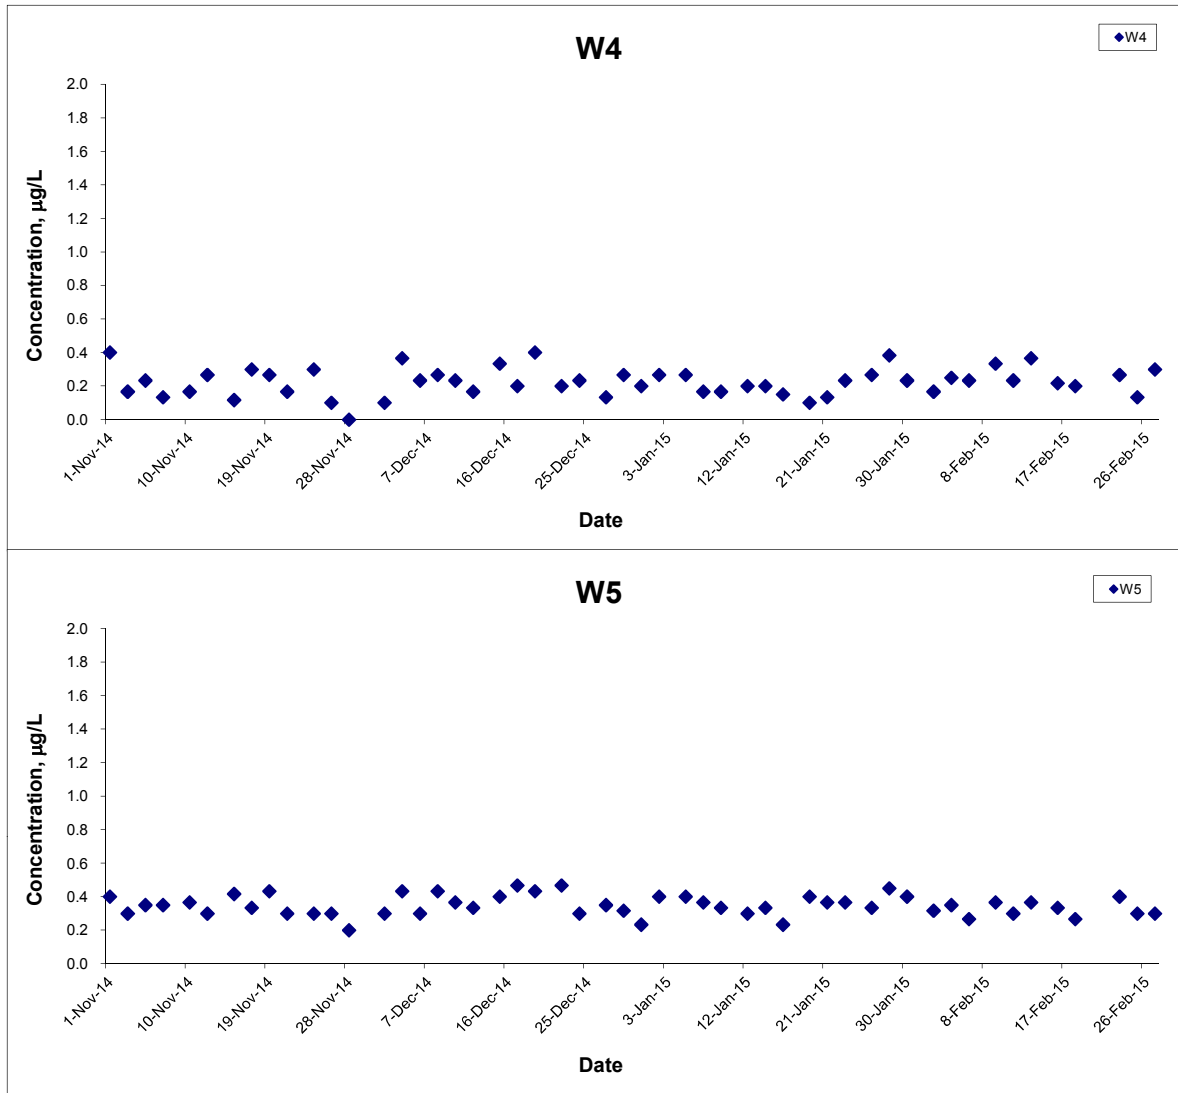 W4
W4
2.0
1.8
1.6
1.4
1.2
1.0
0.8
0.6
0.4
0.2
0.0
Concentration, µg/L
1-Nov-14
10-Nov-14
19-Nov-14
28-Nov-14
7-Dec-14
16-Dec-14
25-Dec-14
3-Jan-15
12-Jan-15
21-Jan-15
30-Jan-15
8-Feb-15
17-Feb-15
26-Feb-15
Date
W5
W5
2.0
1.8
1.6
1.4
1.2
1.0
0.8
0.6
0.4
0.2
0.0
Concentration, µg/L
1-Nov-14
10-Nov-14
19-Nov-14
28-Nov-14
7-Dec-14
16-Dec-14
25-Dec-14
3-Jan-15
12-Jan-15
21-Jan-15
30-Jan-15
8-Feb-15
17-Feb-15
26-Feb-15
Date